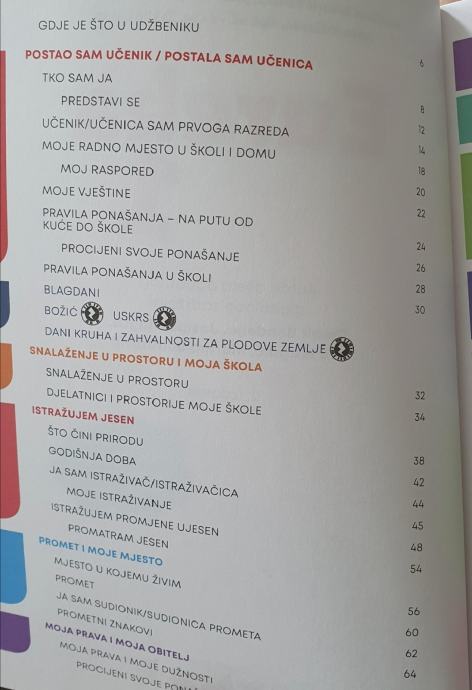 GDJE JE ŠTO U UDŽBENIKU
POSTAO SAM UČENIK / POSTALA SAM UČENICA 6
TKO SAM JA
PREDSTAVI SE 8
UČENIK/UČENICA SAM PRVOGA RAZREDA 12
MOJE RADNO MJESTO U ŠKOLI I DOMU 14
MOJ RASPORED 18
MOJE VJEŠTINE 20
PRAVILA PONAŠANJA – NA PUTU OD 22
KUĆE DO ŠKOLE
PROCIJENI SVOJE PONAŠANJE 24
PRAVILA PONAŠANJA U ŠKOLI 26
BLAGDANI 28
BOŽIĆ USKRS 30
DANI KRUHA I ZAHVALNOSTI ZA PLODOVE ZEMLJE
SNALAŽENJE U PROSTORU I MOJA ŠKOLA
SNALAŽENJE U PROSTORU 32
DJELATNICI I PROSTORIJE MOJE ŠKOLE 34
ISTRAŽUJEM JESEN
ŠTO ČINI PRIRODU 38
GODIŠNJA DOBA 42
JA SAM ISTRAŽIVAČ/ISTRAŽIVAČICA 44
MOJE ISTRAŽIVANJE 45
ISTRAŽUJEM PROMJENE UJESEN 48
PROMATRAM JESEN 54
PROMET I MOJE MJESTO
MJESTO U KOJEMU ŽIVIM 56
PROMET 60
JA SAM SUDIONIK/SUDIONICA PROMETA 62
PROMETNI ZNAKOVI 64
MOJA PRAVA I MOJA OBITELJ
MOJA PRAVA I MOJE DUŽNOSTI
PROCIJENI SVOJE